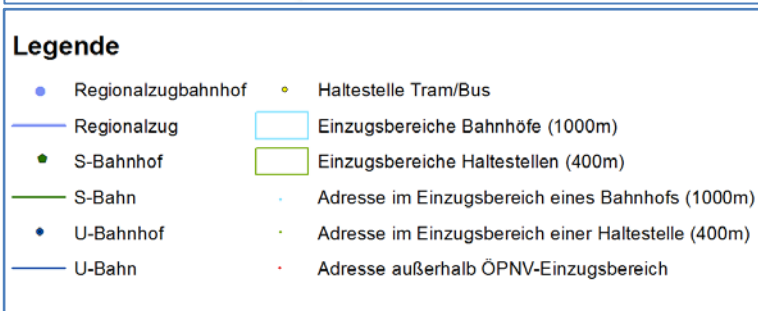 Legende
Regionalzugbahnhof
Regionalzug
S-Bahnhof
S-Bahn
U-Bahnhof
U-Bahn
Haltestelle Tram/Bus
Einzugsbereiche Bahnhöfe (1000m)
Einzugsbereiche Haltestellen (400m)
Adresse im Einzugsbereich eines Bahnhofs (1000m)
Adresse im Einzugsbereich einer Haltestelle (400m)
Adresse außerhalb ÖPNV-Einzugsbereich